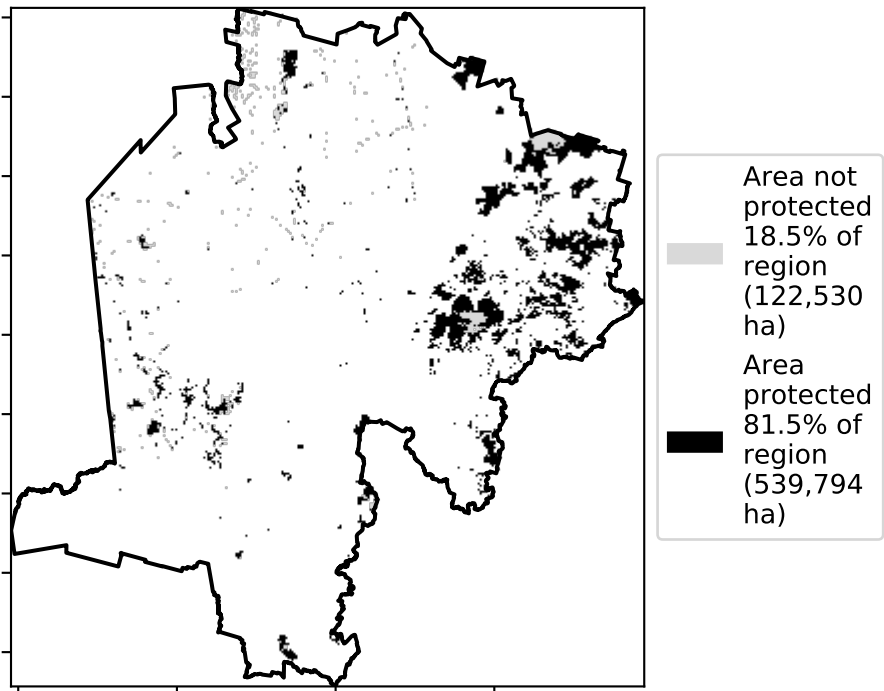 Area not
protected
18.5% of
region
(122,530
ha)
Area
protected
81.5% of
region
(539,794
ha)